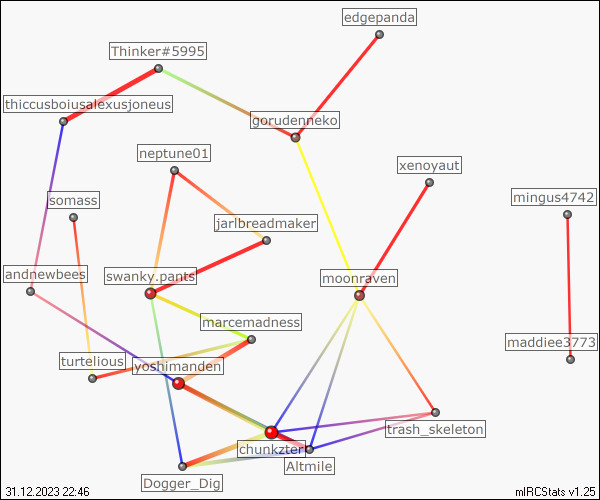 edgepanda
Thinker#5995
thiccusboiusalexusjoneus
gorudenneko
neptune01
xenoyaut
somass
mingus4742
jarlbreadmaker
andnewbees
swanky.pants
moonraven
marcemadness
maddiee3773
turtelious
yoshimanden
trash_skeleton
chunkzter
Altmile
Dogger_Dig
31.12.2023 22:46
mIRCStats v1.25